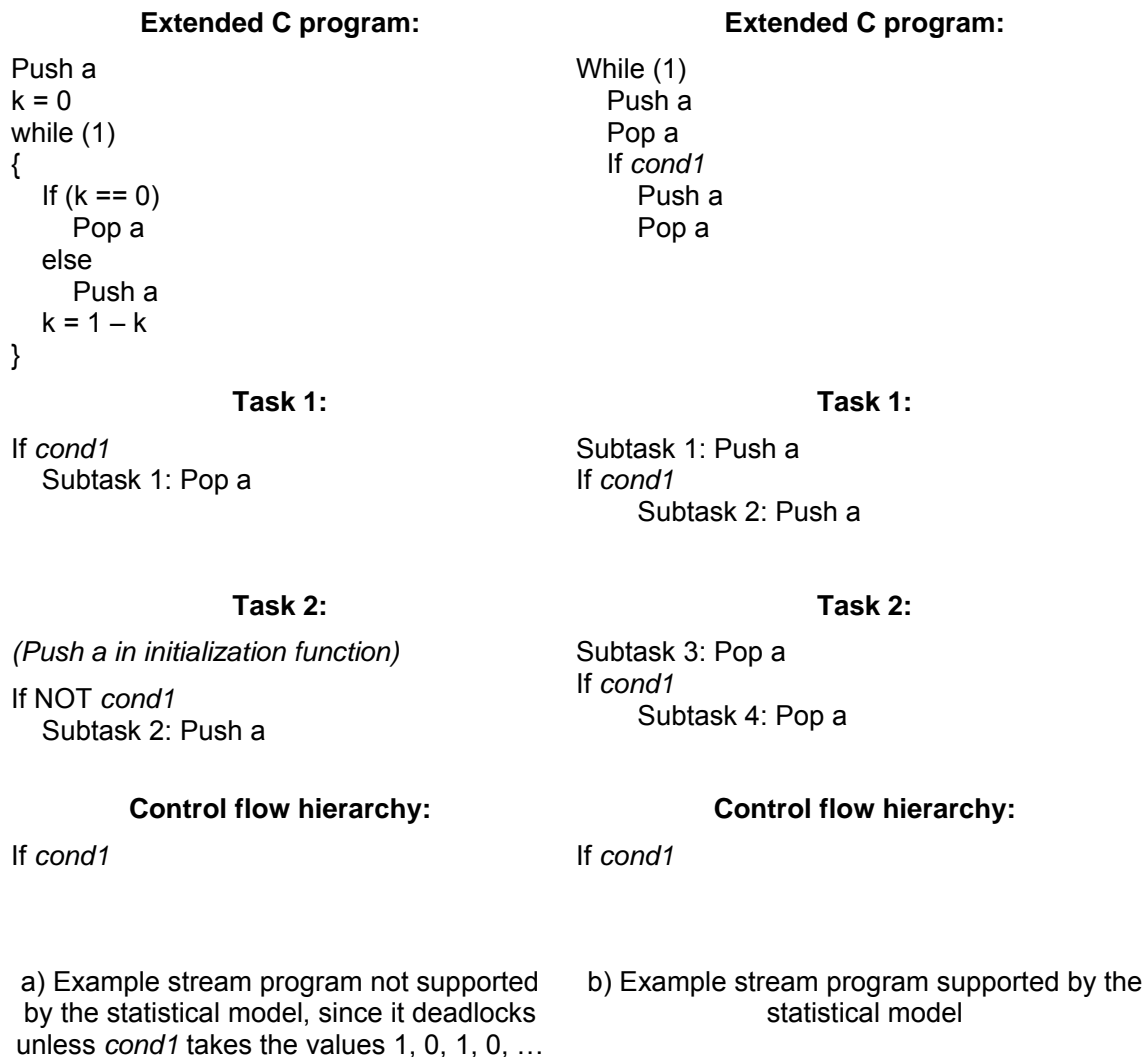 Extended C program:
Push a
k = 0
while (1)
{
If (k == 0)
Pop a
else
Push a
k = 1 – k
}
Task 1:
If cond1
Subtask 1: Pop a
Task 2:
(Push a in initialization function)
If NOT cond1
Subtask 2: Push a
Control flow hierarchy:
If cond1
a) Example stream program not supported
by the statistical model, since it deadlocks
unless cond1 takes the values 1, 0, 1, 0, …
Extended C program:
While (1)
Push a
Pop a
If cond1
Push a
Pop a
Task 1:
Subtask 1: Push a
If cond1
Subtask 2: Push a
Task 2:
Subtask 3: Pop a
If cond1
Subtask 4: Pop a
Control flow hierarchy:
If cond1
b) Example stream program supported by the
statistical model